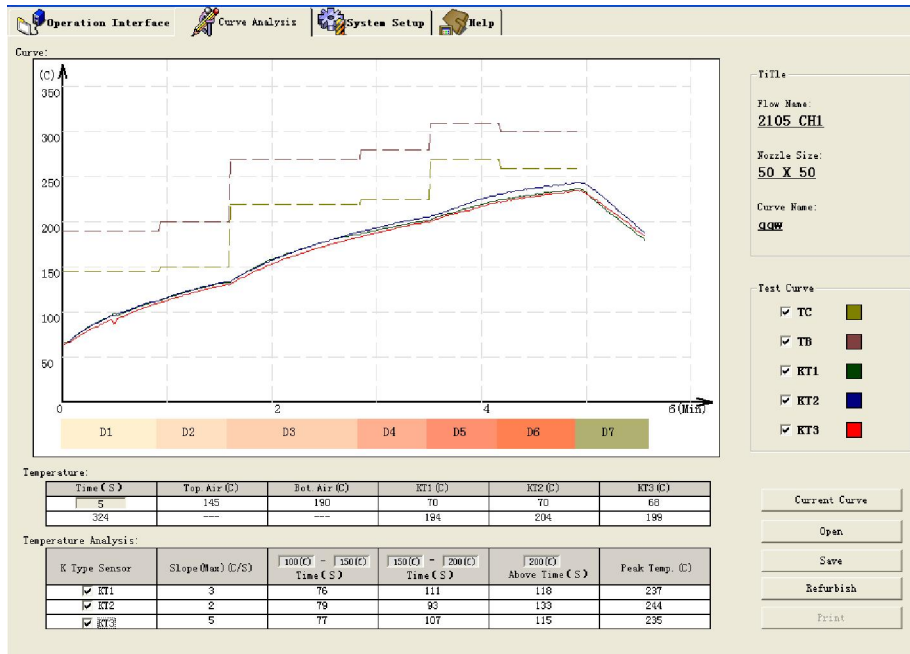 Operation Interface Curve Analysis System Setup Help
Curve:
(C)
350
300
250
200
150
100
50
0 2 4 6(Min)
D1 D2 D3 D4 D5 D6 D7
TiTle
Flow Name:
2105 CH1
Nozzle Size:
50 X 50
Curve Name:
qqw
Test Curve
TC
TB
KT1
KT2
KT3
Temperature:
Time(S) Top Air(C) Bot.Air(C) KT1(C) KT2(C) KT3(C)
5 145 190 70 70 68
324 --- --- 194 204 199
Temperature Analysis:
K Type Sensor Slope(Max)(C/S) 100(C) - 150(C) Time(S) 150(C) - 200(C) Time(S) 200(C) Above Time(S) Peak Temp.(C)
KT1 3 76 111 118 237
KT2 2 79 93 133 244
KT3 5 77 107 115 235
Current Curve
Open
Save
Refurbish
Print